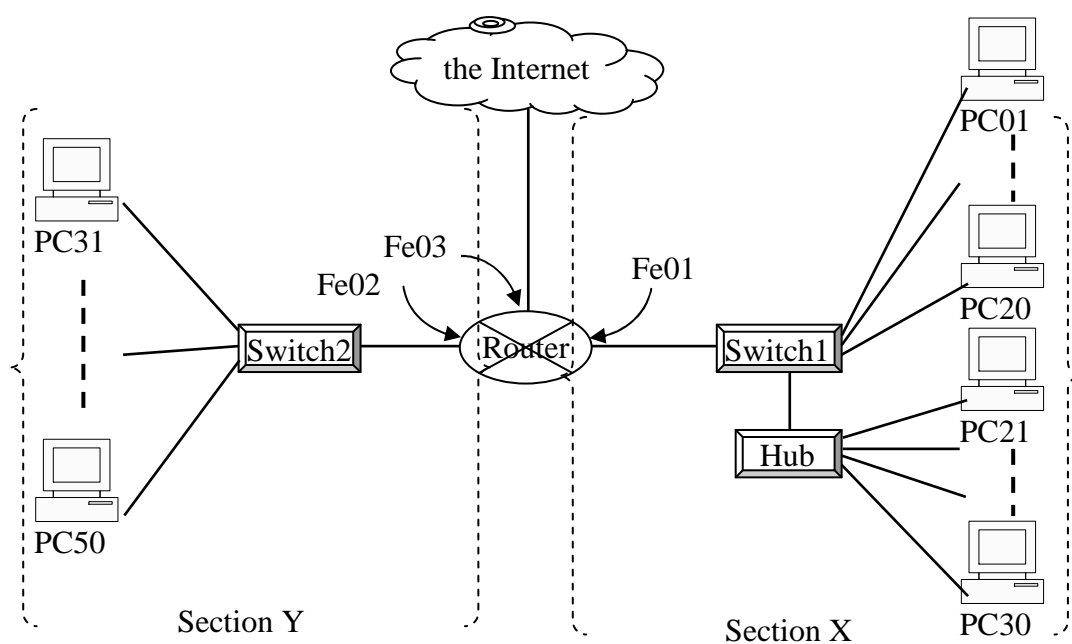 the Internet
PC01
PC31
Fe03
Fe01
Fe02
PC20
Switch2
Router
Switch1
PC21
Hub
PC50
PC30
Section Y
Section X